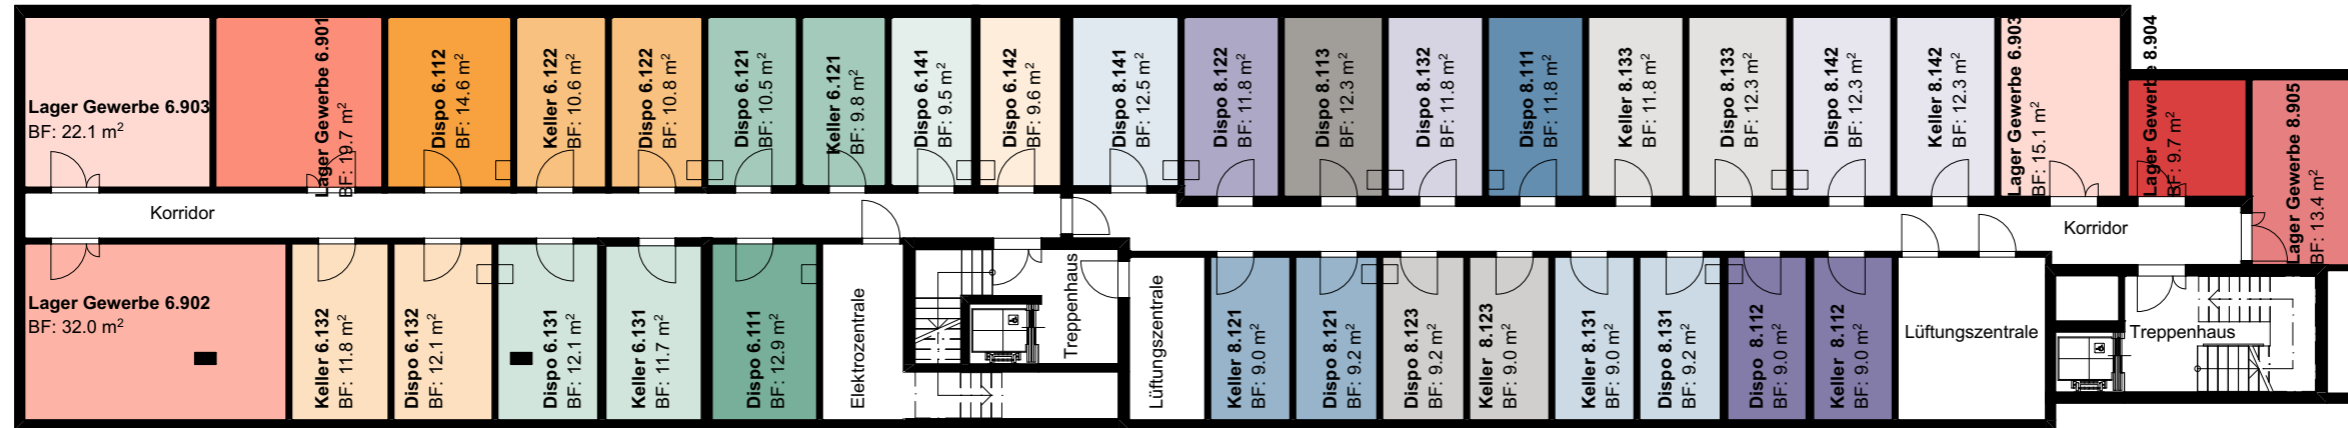 Lager Gewerbe 6.903
BF: 22.1 m²
Lager Gewerbe 6.901
BF: 19.7 m²
Dispo 6.112
BF: 14.6 m²
Keller 6.122
BF: 10.6 m²
Dispo 6.122
BF: 10.8 m²
Dispo 6.121
BF: 10.5 m²
Keller 6.121
BF: 9.8 m²
Dispo 6.141
BF: 9.5 m²
Dispo 6.142
BF: 9.6 m²
Dispo 8.141
BF: 12.5 m²
Dispo 8.122
BF: 11.8 m²
Dispo 8.113
BF: 12.3 m²
Dispo 8.132
BF: 11.8 m²
Dispo 8.111
BF: 11.8 m²
Keller 8.133
BF: 11.8 m²
Dispo 8.133
BF: 12.3 m²
Dispo 8.142
BF: 12.3 m²
Keller 8.142
BF: 12.3 m²
Lager Gewerbe 6.903
BF: 15.1 m²
Lager Gewerbe 8.904
BF: 9.7 m²
Lager Gewerbe 8.905
BF: 13.4 m²
Korridor
Korridor
Lager Gewerbe 6.902
BF: 32.0 m²
Keller 6.132
BF: 11.8 m²
Dispo 6.132
BF: 12.1 m²
Dispo 6.131
BF: 12.1 m²
Keller 6.131
BF: 11.7 m²
Dispo 6.111
BF: 12.9 m²
Elektrozentrale
Treppenhaus
Lüftungszentrale
Keller 8.121
BF: 9.0 m²
Dispo 8.121
BF: 9.2 m²
Dispo 8.123
BF: 9.2 m²
Keller 8.123
BF: 9.0 m²
Keller 8.131
BF: 9.0 m²
Dispo 8.131
BF: 9.2 m²
Dispo 8.112
BF: 9.0 m²
Keller 8.112
BF: 9.0 m²
Lüftungszentrale
Treppenhaus